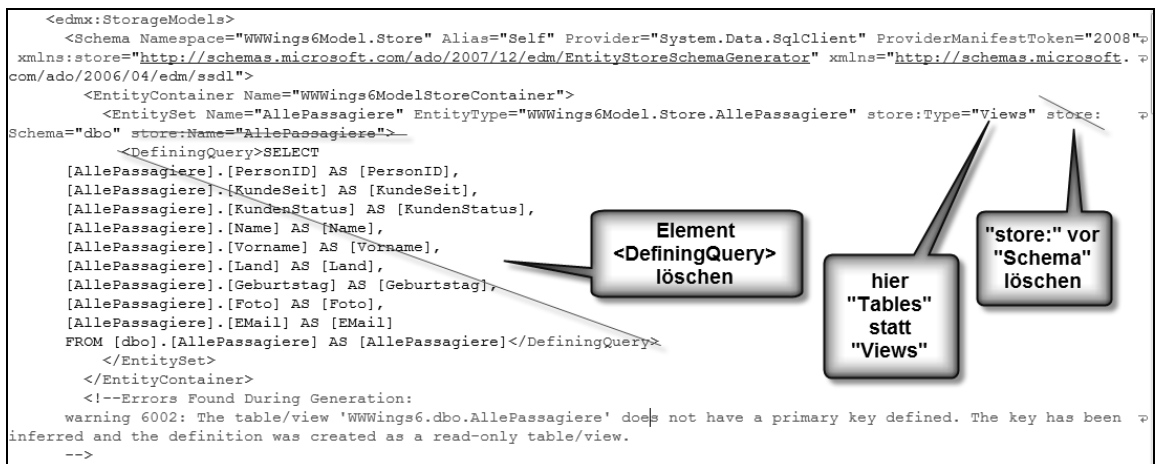 <edmx:StorageModels>
<Schema Namespace="WWWings6Model.Store" Alias="Self" Provider="System.Data.SqlClient" ProviderManifestToken="2008"
xmlns:store="http://schemas.microsoft.com/ado/2007/12/edm/EntityStoreSchemaGenerator" xmlns="http://schemas.microsoft.
com/ado/2006/04/edm/ssdl">
<EntityContainer Name="WWWings6ModelStoreContainer">
<EntitySet Name="AllePassagiere" EntityType="WWWings6Model.Store.AllePassagiere" store:Type="Views" store:
Schema="dbo" store:Name="AllePassagiere">
<DefiningQuery>SELECT
[AllePassagiere].[PersonID] AS [PersonID],
[AllePassagiere].[KundeSeit] AS [KundeSeit],
[AllePassagiere].[KundenStatus] AS [KundenStatus],
[AllePassagiere].[Name] AS [Name],
[AllePassagiere].[Vorname] AS [Vorname],
[AllePassagiere].[Land] AS [Land],
[AllePassagiere].[Geburtstag] AS [Geburtstag],
[AllePassagiere].[Foto] AS [Foto],
[AllePassagiere].[EMail] AS [EMail]
FROM [dbo].[AllePassagiere] AS [AllePassagiere]</DefiningQuery>
</EntitySet>
</EntityContainer>
<!--Errors Found During Generation:
warning 6002: The table/view 'WWWings6.dbo.AllePassagiere' does not have a primary key defined. The key has been
inferred and the definition was created as a read-only table/view.
-->
Element
<DefiningQuery>
löschen
hier
"Tables"
statt
"Views"
"store:" vor
"Schema"
löschen